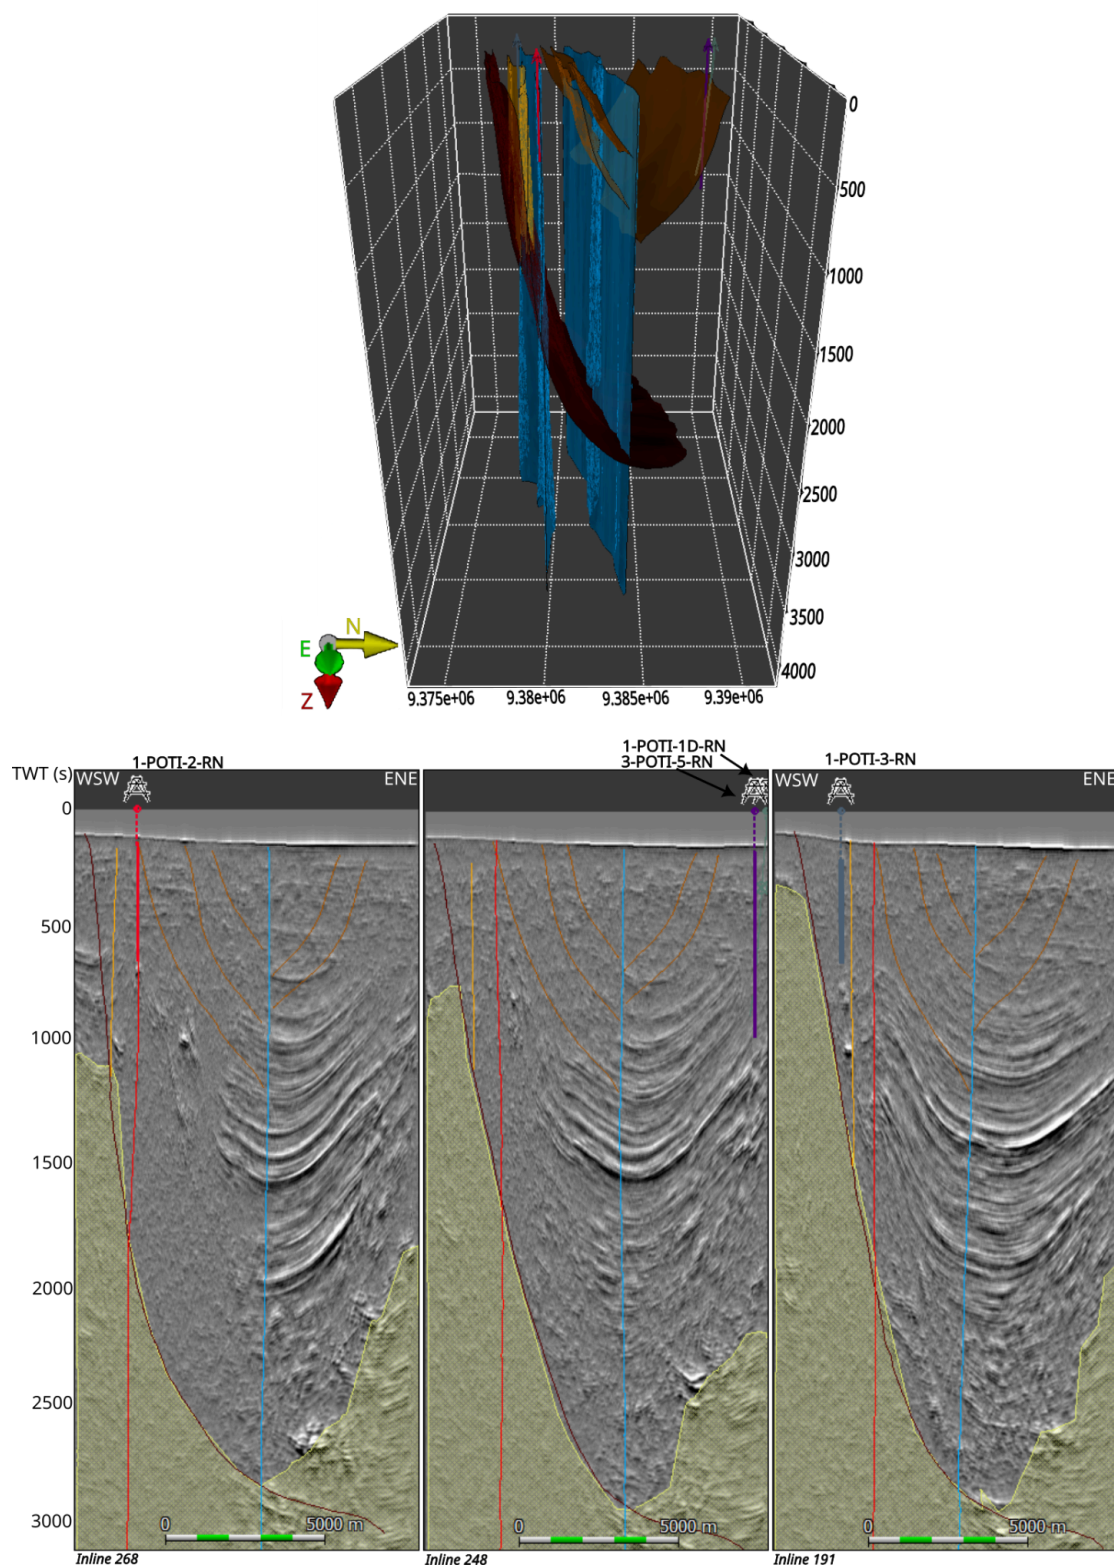 0
500
1000
1500
2000
2500
3000
3500
4000
N
E
Z
9.375e+06 9.38e+06 9.385e+06 9.39e+06
1-POTI-2-RN
1-POTI-1D-RN
3-POTI-5-RN
1-POTI-3-RN
TWT (s)
WSW ENE
WSW ENE
0
500
1000
1500
2000
2500
3000
0 5000 m
0 5000 m
0 5000 m
Inline 268
Inline 248
Inline 191